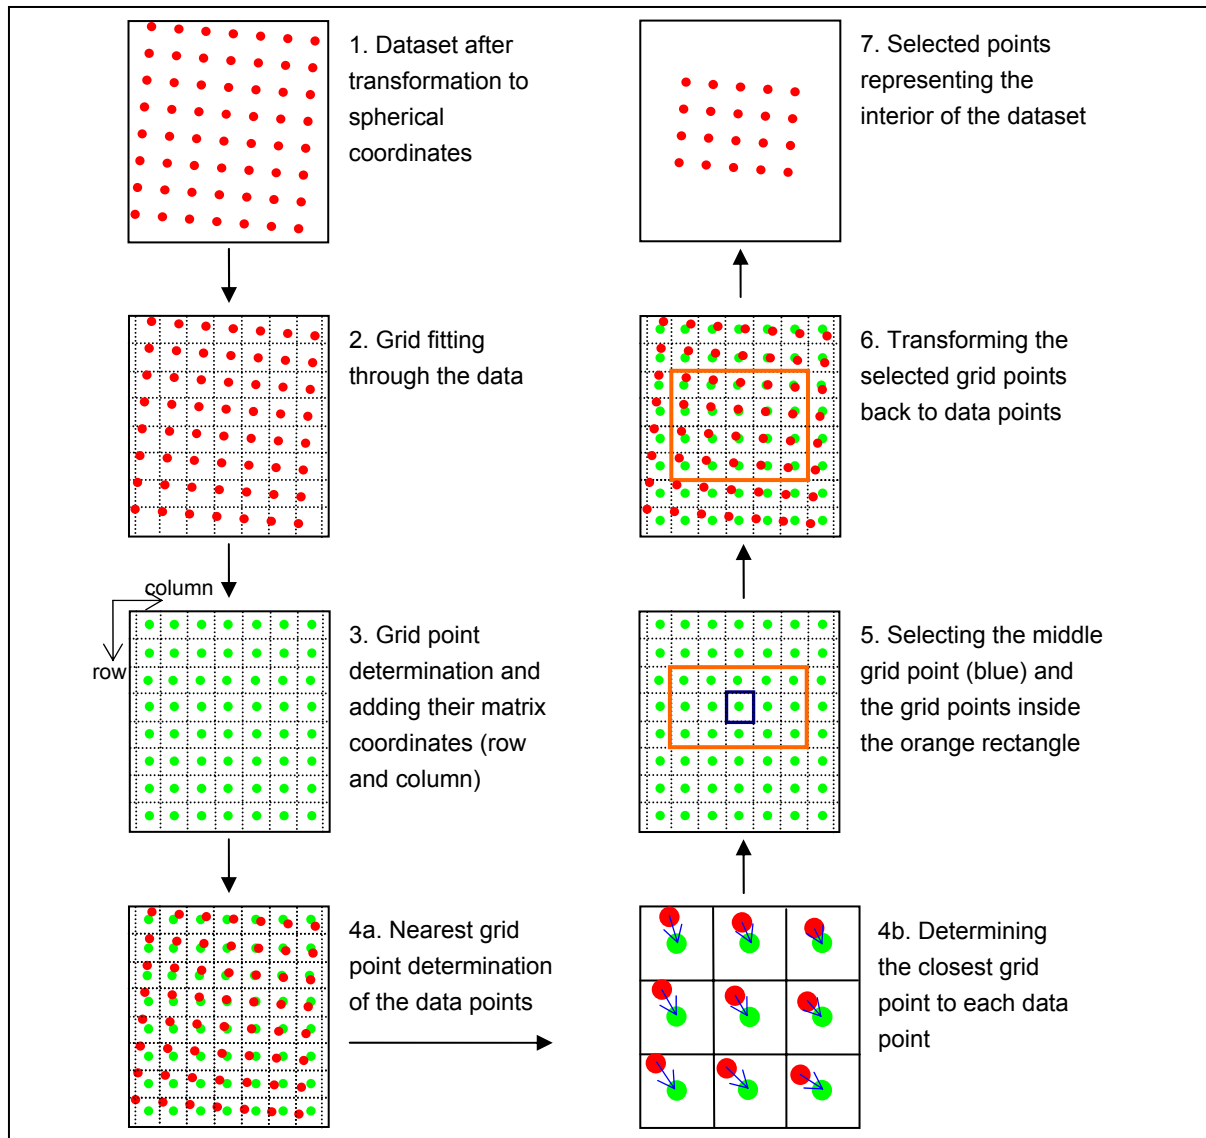 1. Dataset after
transformation to
spherical
coordinates
2. Grid fitting
through the data
column
row
3. Grid point
determination and
adding their matrix
coordinates (row
and column)
4a. Nearest grid
point determination
of the data points
4b. Determining
the closest grid
point to each data
point
5. Selecting the middle
grid point (blue) and
the grid points inside
the orange rectangle
6. Transforming the
selected grid points
back to data points
7. Selected points
representing the
interior of the dataset